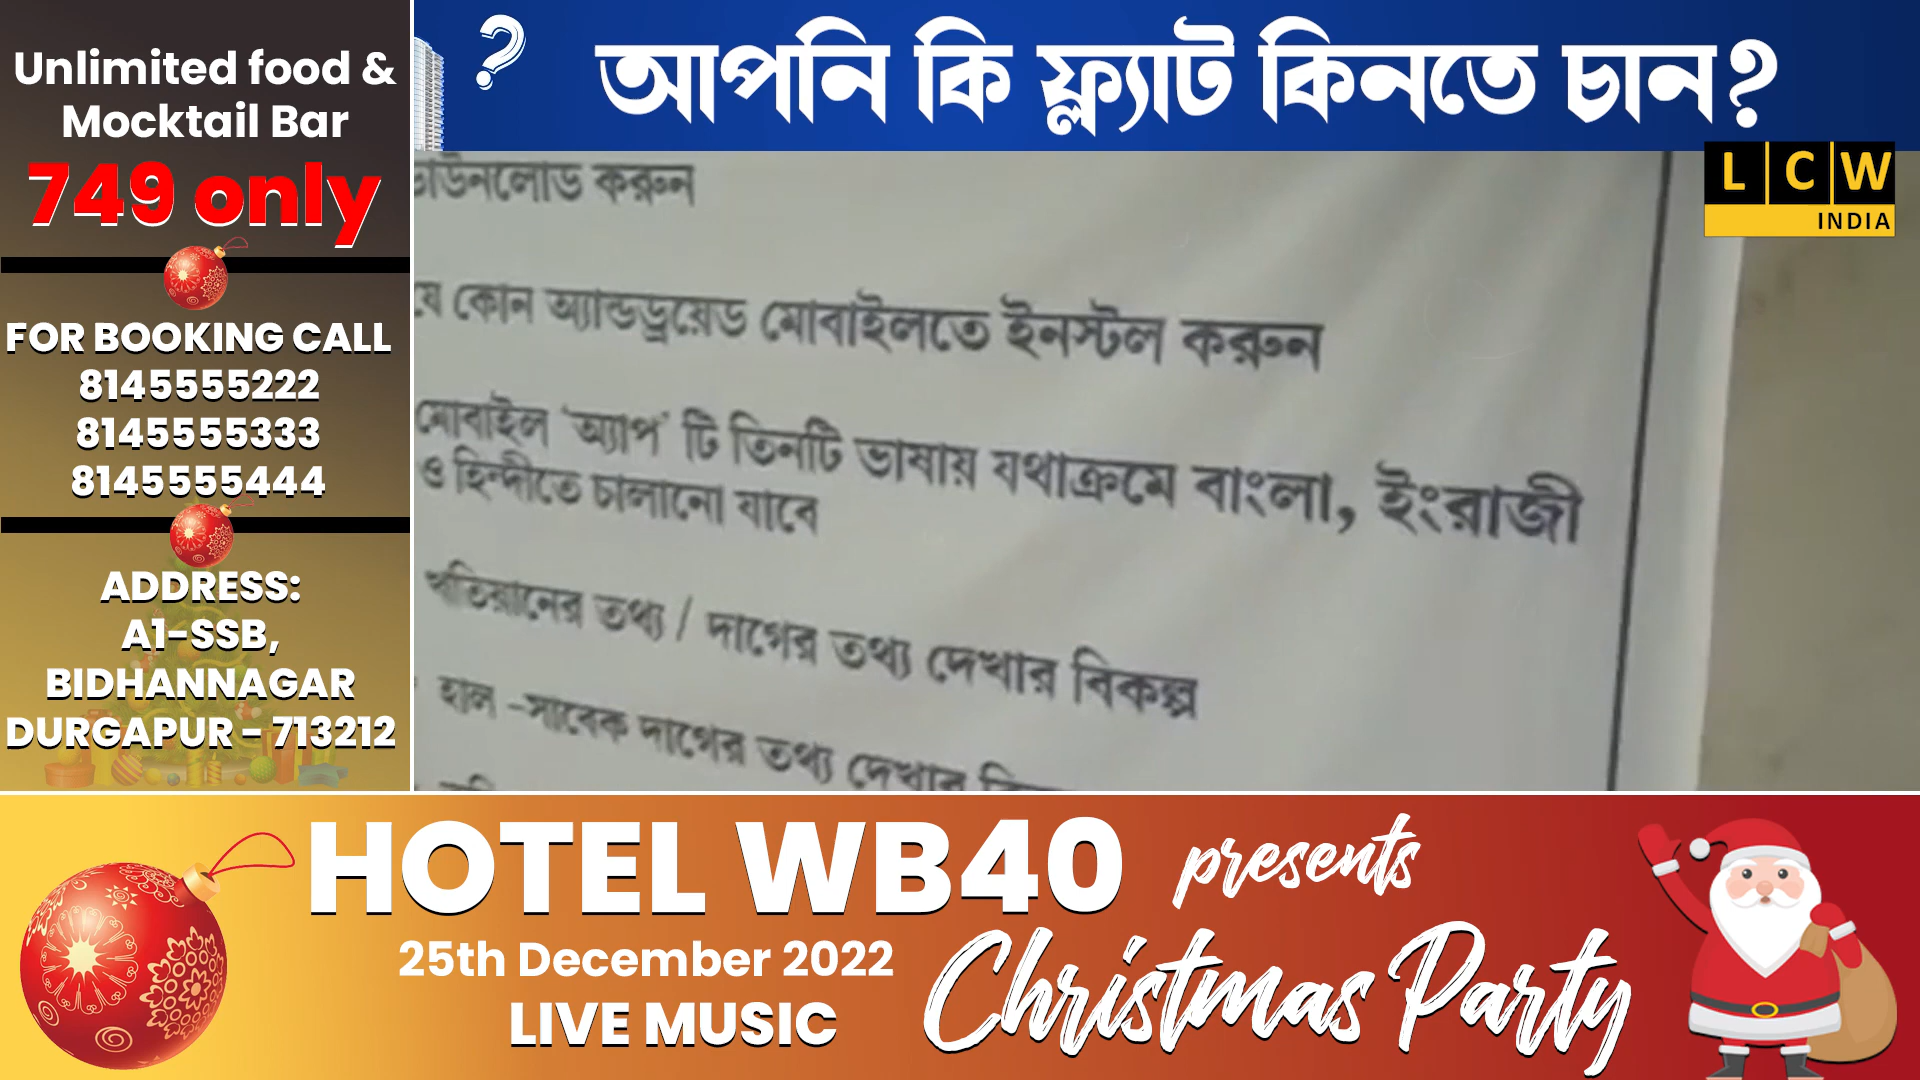 Unlimited food &
Mocktail Bar
749 only
FOR BOOKING CALL
8145555222
8145555333
8145555444
ADDRESS:
A1-SSB,
BIDHANNAGAR
DURGAPUR - 713212
?
আপনি কি ফ্ল্যাট কিনতে চান?
L C W
INDIA
ডাউনলোড করুন
যে কোন অ্যান্ডড্রয়েড মোবাইলতে ইনস্টল করুন
মোবাইল 'অ্যাপ' টি তিনটি ভাষায় যথাক্রমে বাংলা, ইংরাজী
ও হিন্দীতে চালানো যাবে
খতিয়ানের তথ্য / দাগের তথ্য দেখার বিকল্প
হাল -সাবেক দাগের তথ্য দেখার
HOTEL WB40 presents
25th December 2022
Christmas Party
LIVE MUSIC